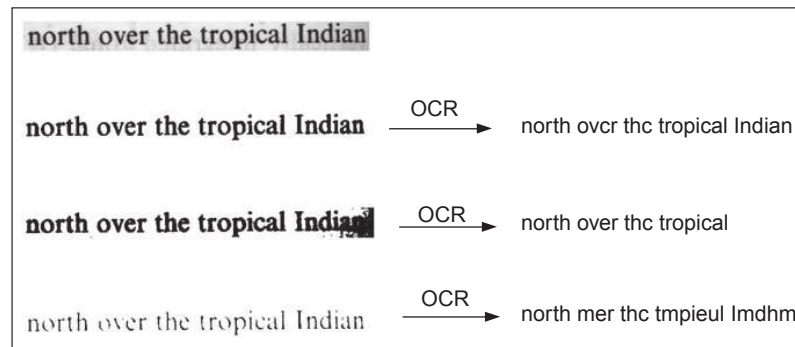 north over the tropical Indian
north over the tropical Indian OCR north ovcr thc tropical Indian
north over the tropical Indian OCR north over thc tropical
north over the tropical Indian OCR north mer thc tmpieul Imdhm